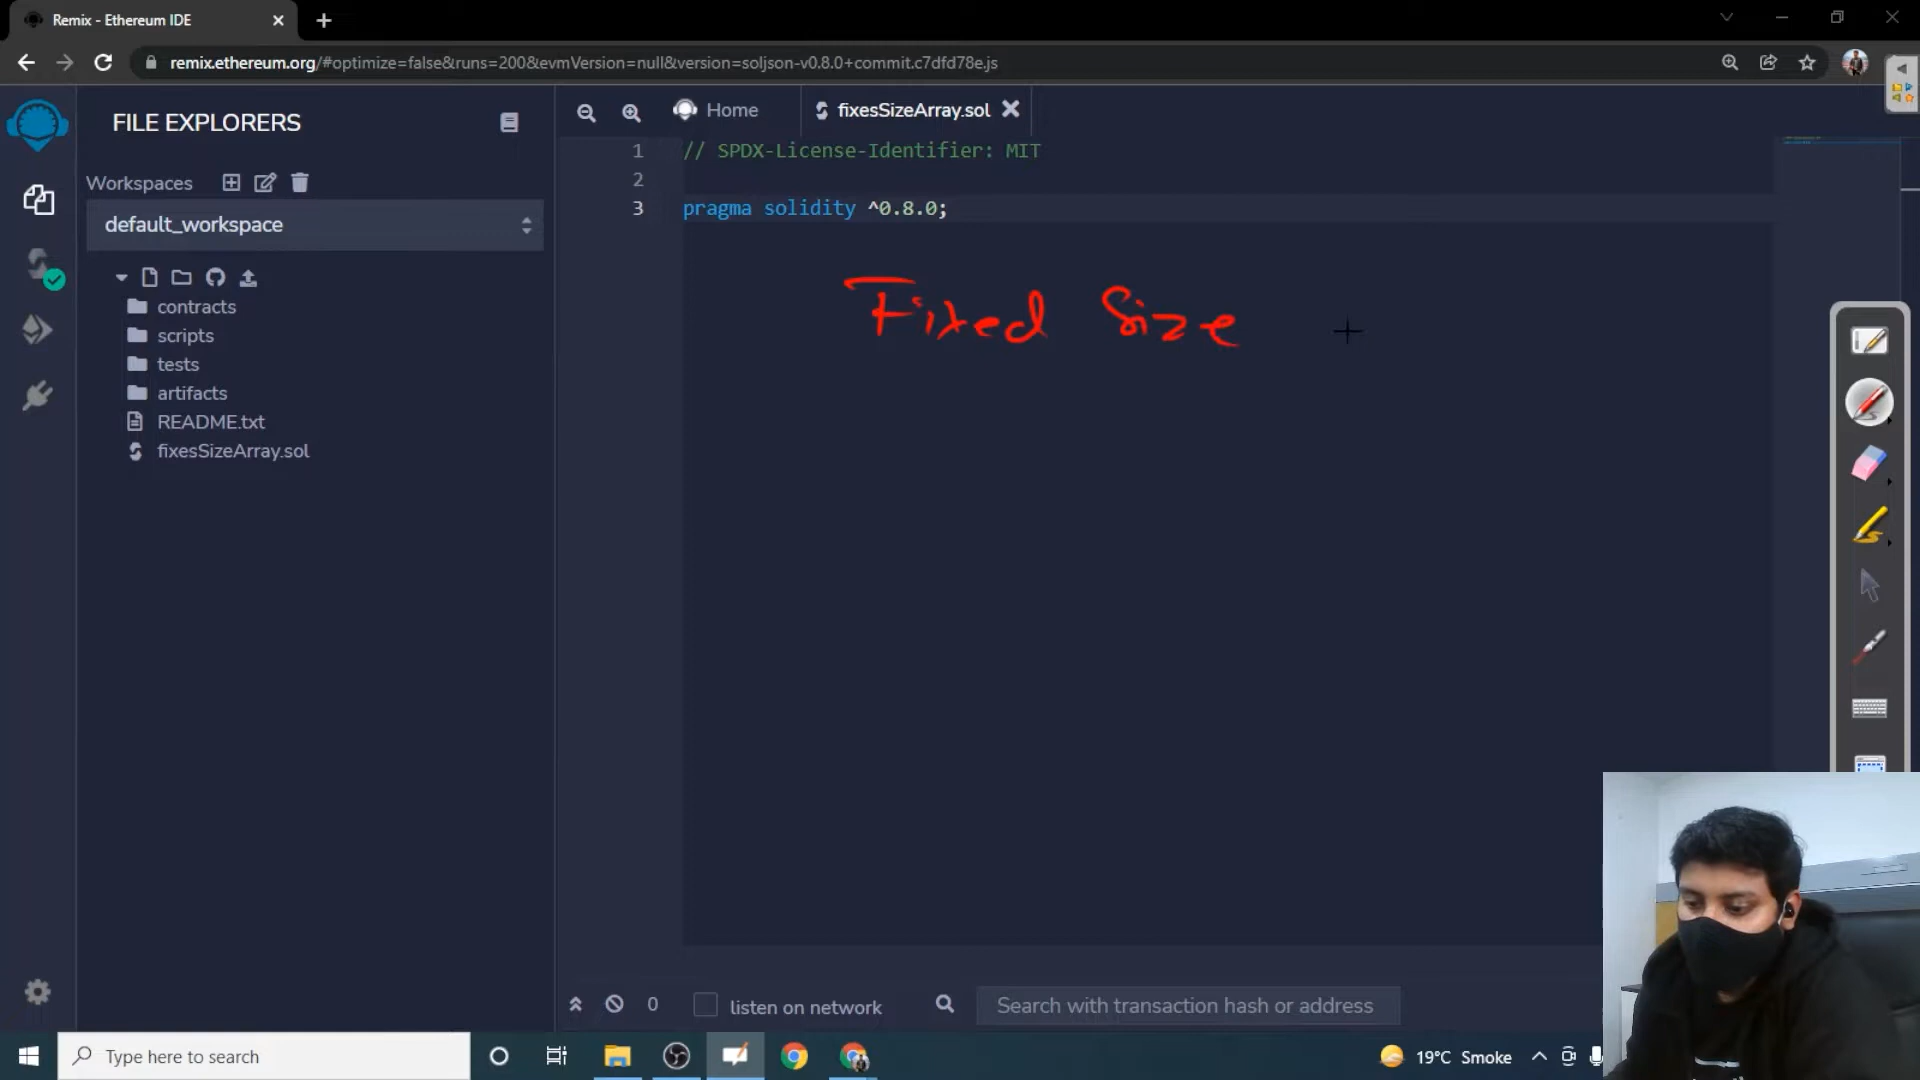 Remix - Ethereum IDE
remix.ethereum.org/#optimize=false&runs=200&evmVersion=null&version=soljson-v0.8.0+commit.c7dfd78e.js
FILE EXPLORERS
Home
fixesSizeArray.sol
Workspaces
default_workspace
contracts
scripts
tests
artifacts
README.txt
fixesSizeArray.sol
1 // SPDX-License-Identifier: MIT
2
3 pragma solidity ^0.8.0;
Fixed Size
0
listen on network
Search with transaction hash or address
Type here to search
19°C Smoke